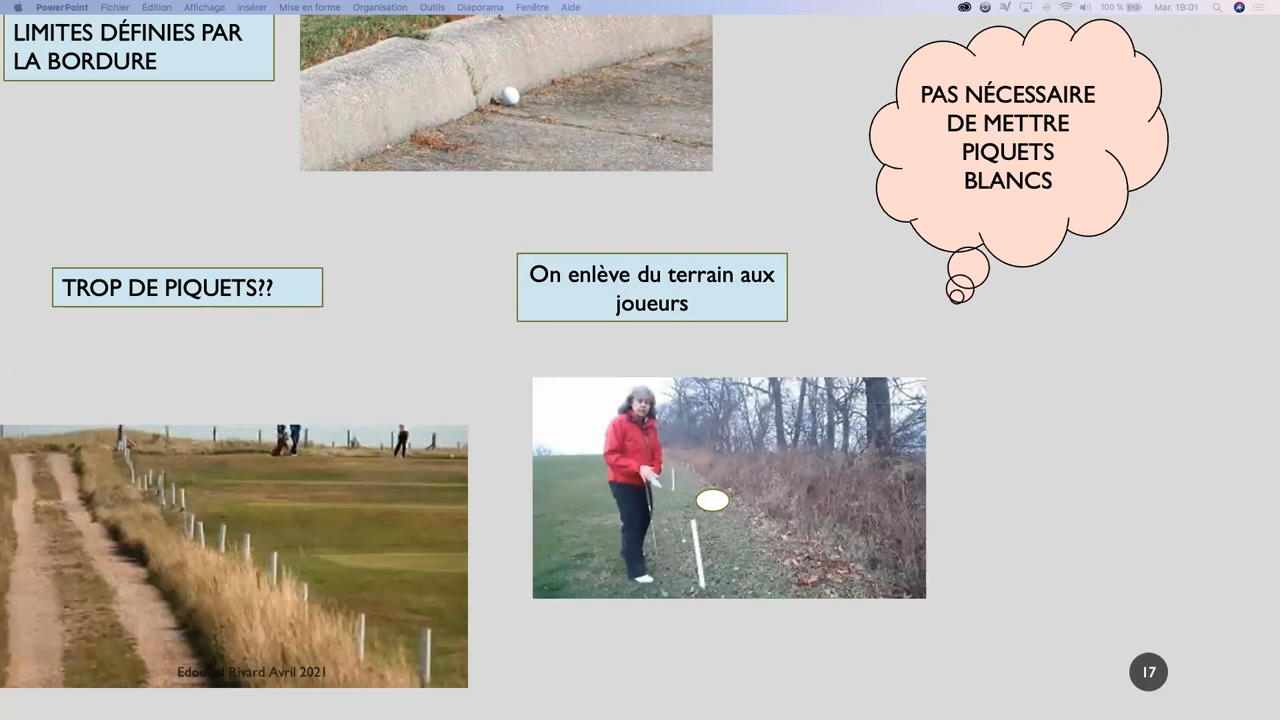 PowerPoint Fichier Édition Affichage Insérer Mise en forme Organisation Outils Diaporama Fenêtre Aide 100 % Mar. 19:01
LIMITES DÉFINIES PAR
LA BORDURE
PAS NÉCESSAIRE
DE METTRE
PIQUETS
BLANCS
TROP DE PIQUETS??
On enlève du terrain aux
joueurs
Edouard Rivard Avril 2021
17